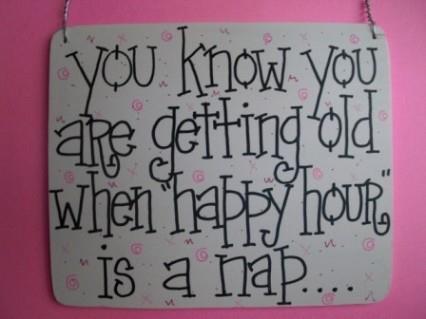 you know you
are getting old
when "happy hour"
is a nap....